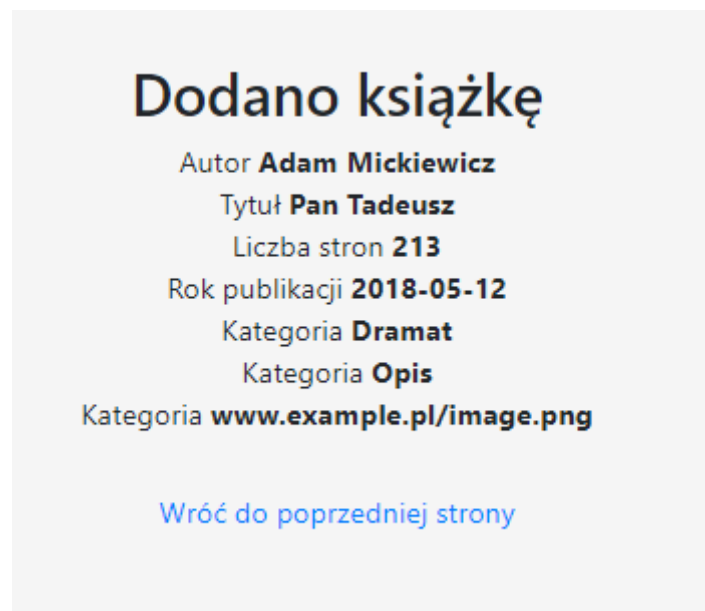 Dodano książkę
Autor Adam Mickiewicz
Tytuł Pan Tadeusz
Liczba stron 213
Rok publikacji 2018-05-12
Kategoria Dramat
Kategoria Opis
Kategoria www.example.pl/image.png
Wróć do poprzedniej strony